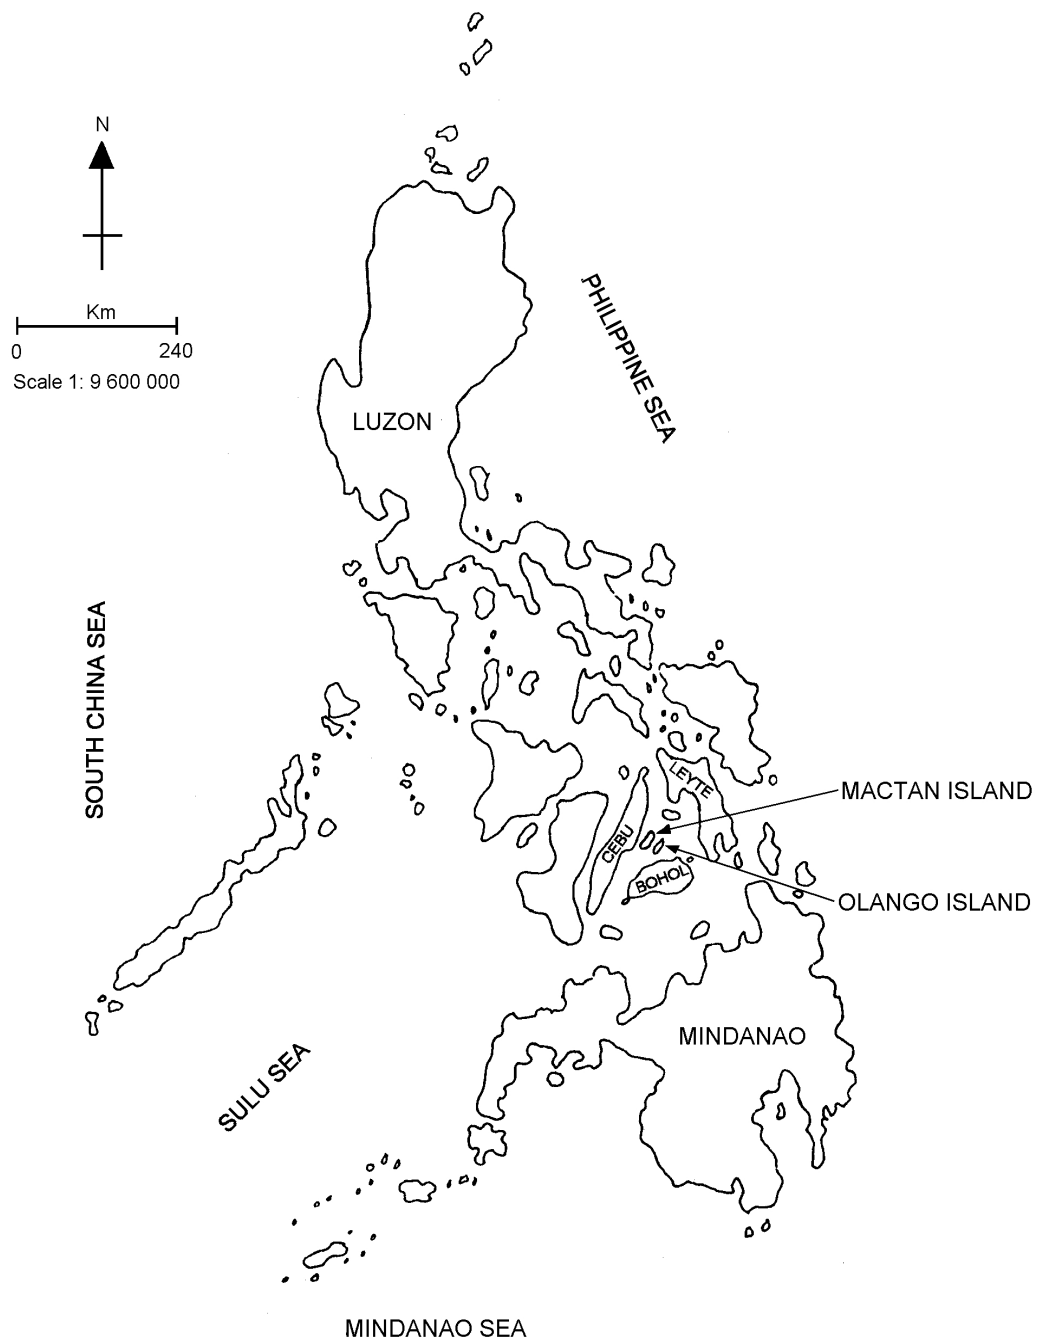 N
Km
0 240
Scale 1: 9 600 000
PHILIPPINE SEA
LUZON
SOUTH CHINA SEA
LEYTE
MACTAN ISLAND
CEBU
BOHOL
OLANGO ISLAND
MINDANAO
SULU SEA
MINDANAO SEA